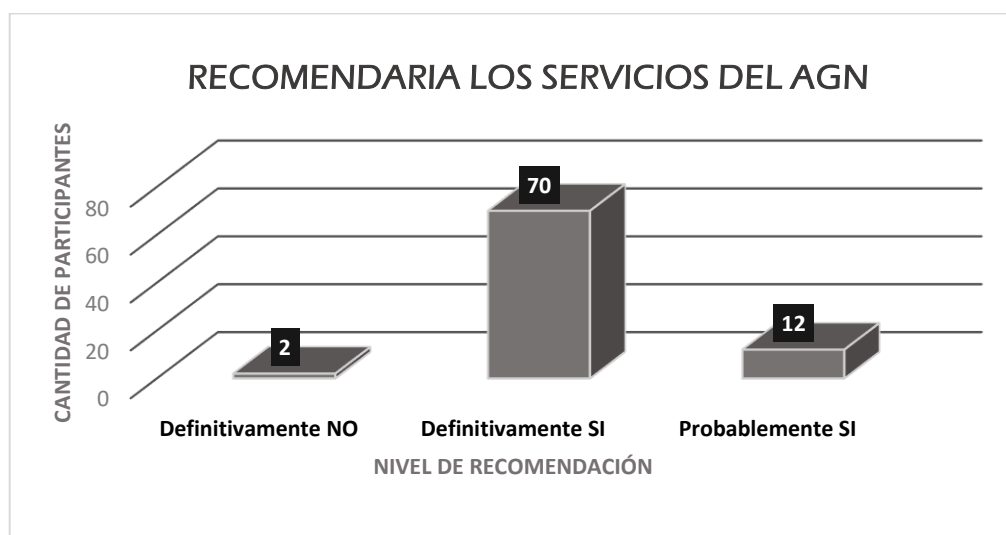 RECOMENDARIA LOS SERVICIOS DEL AGN
CANTIDAD DE PARTICIPANTES
80
60
40
20
0
2
70
12
Definitivamente NO
Definitivamente SI
Probablemente SI
NIVEL DE RECOMENDACIÓN